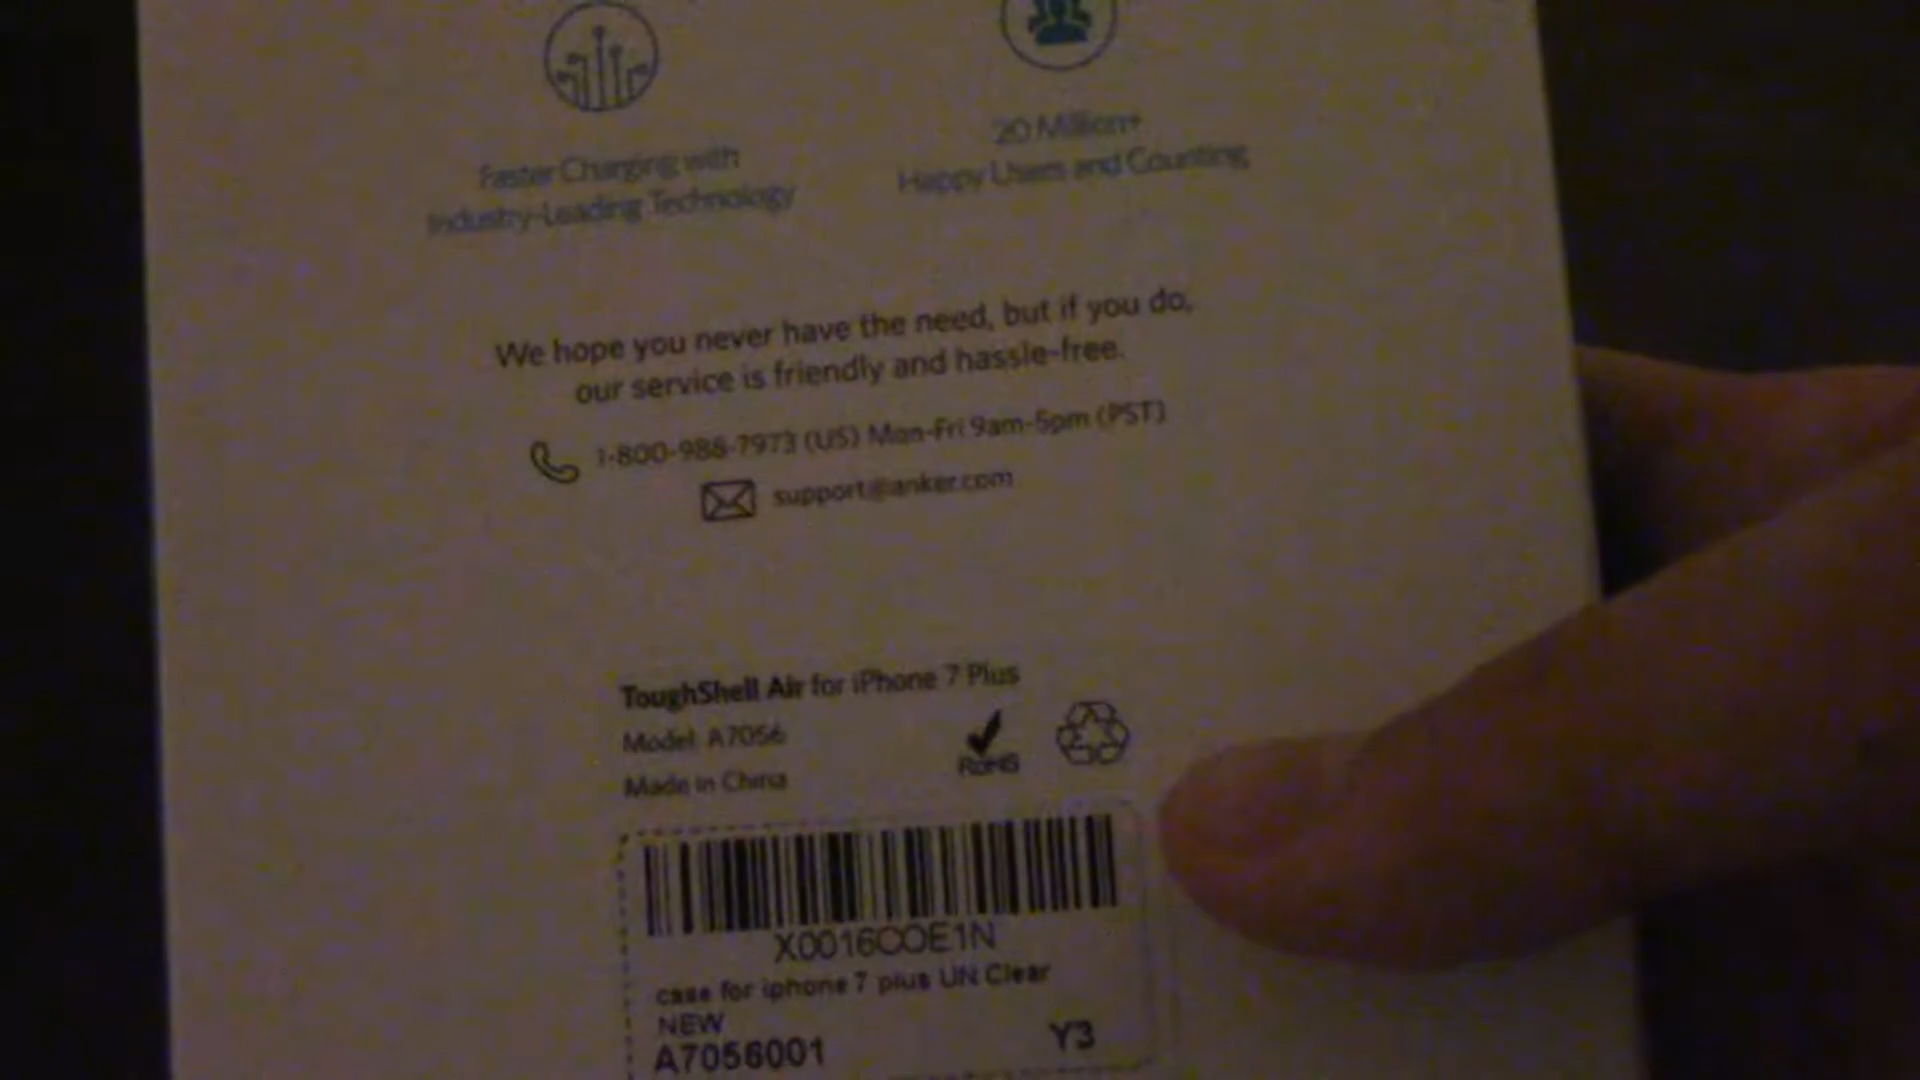 Faster Charging with
Industry-Leading Technology
20 Million+
Happy Users and Counting
We hope you never have the need, but if you do,
our service is friendly and hassle-free.
1-800-988-7973 (US) Mon-Fri 9am-5pm (PST)
support@anker.com
ToughShell Air for iPhone 7 Plus
Model: A7056
Made in China
RoHS
X0016COE1N
case for iphone 7 plus UN Clear
NEW
A7056001
Y3